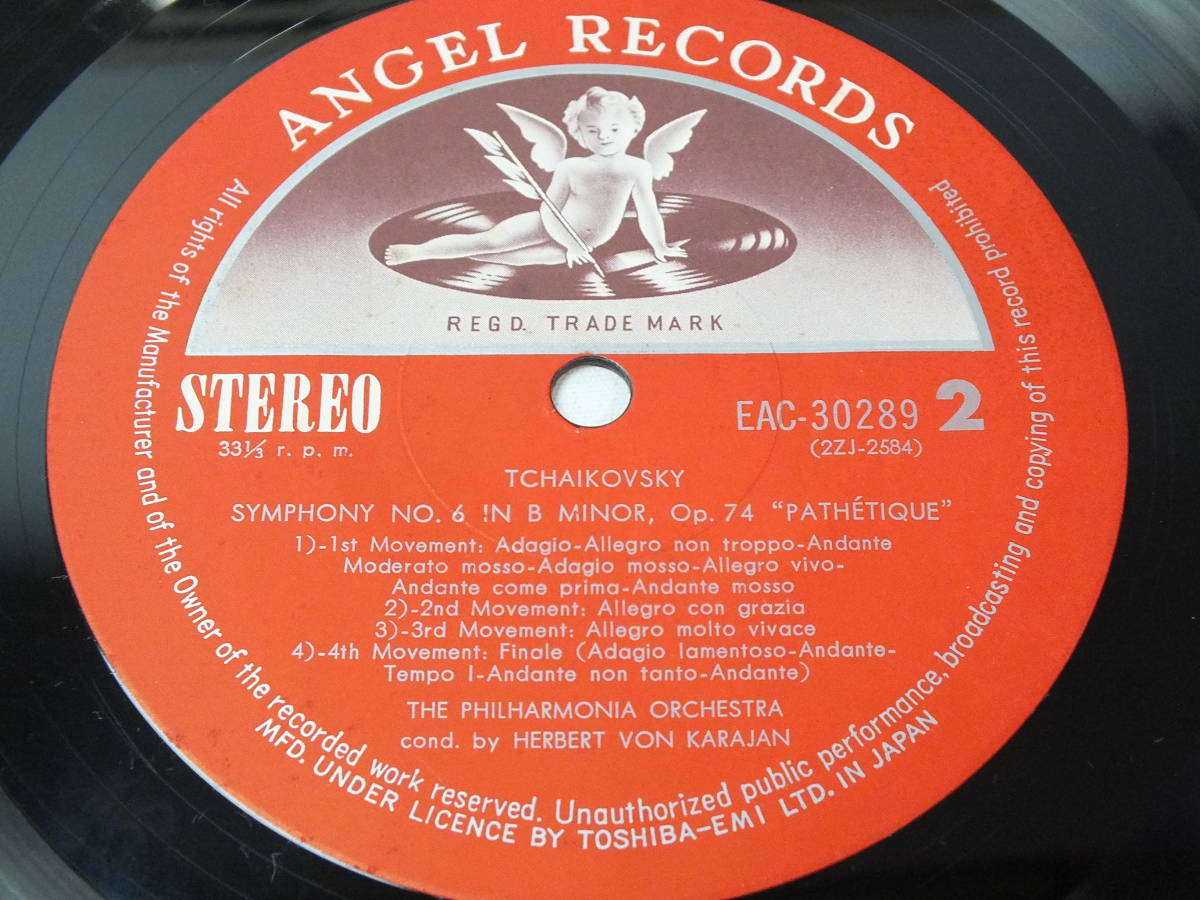 ANGEL RECORDS
REGD. TRADE MARK
STEREO
33⅓ r. p. m.
EAC-30289 2
(2ZJ-2584)
TCHAIKOVSKY
SYMPHONY NO. 6 IN B MINOR, Op. 74 “PATHÉTIQUE”
1)-1st Movement: Adagio-Allegro non troppo-Andante
Moderato mosso-Adagio mosso-Allegro vivo-
Andante come prima-Andante mosso
2)-2nd Movement: Allegro con grazia
3)-3rd Movement: Allegro molto vivace
4)-4th Movement: Finale (Adagio lamentoso-Andante-
Tempo I-Andante non tanto-Andante)
THE PHILHARMONIA ORCHESTRA
cond. by HERBERT VON KARAJAN
All rights of the Manufacturer and of the Owner of the recorded work reserved. Unauthorized public performance, broadcasting and copying of this record prohibited
MFD. UNDER LICENCE BY TOSHIBA-EMI LTD. IN JAPAN